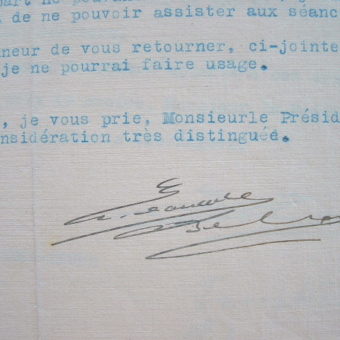 de ne pouvoir assister aux séanc
neur de vous retourner, ci-jointe
je ne pourrai faire usage.
, je vous prie, Monsieurle Présid
nsidération très distinguée.